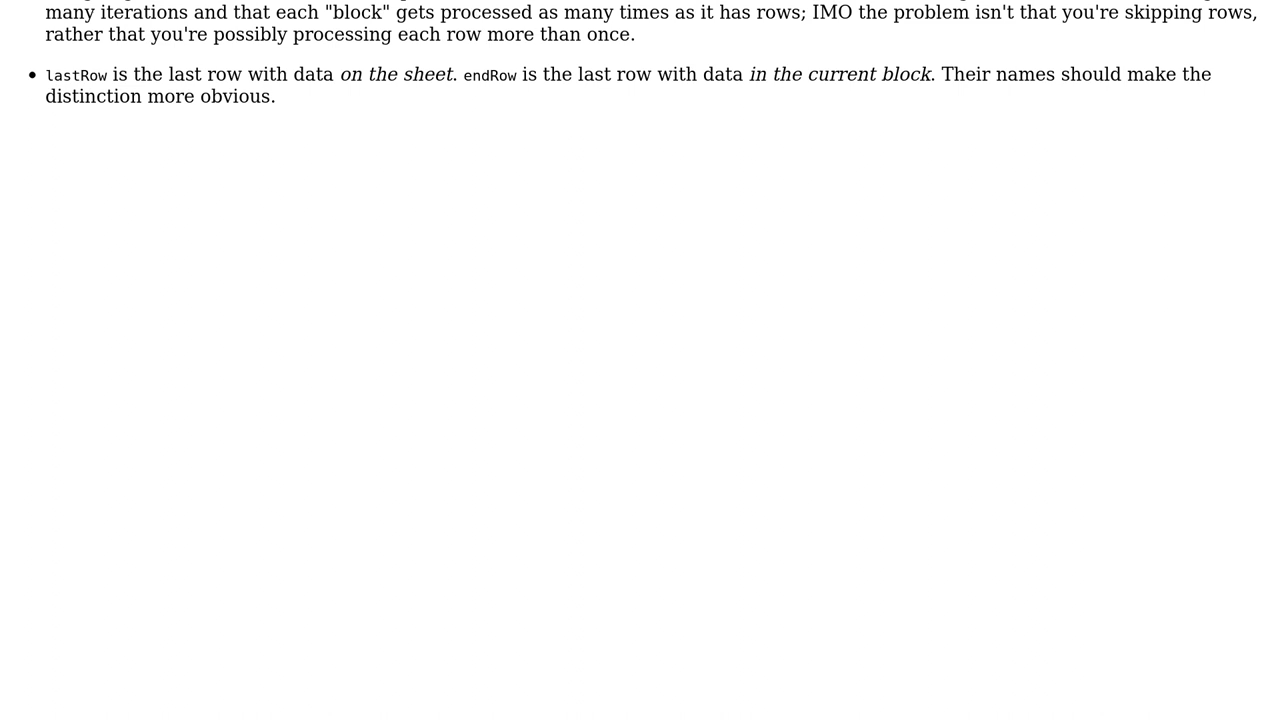 many iterations and that each "block" gets processed as many times as it has rows; IMO the problem isn't that you're skipping rows,
rather that you're possibly processing each row more than once.
• lastRow is the last row with data on the sheet. endRow is the last row with data in the current block. Their names should make the
distinction more obvious.